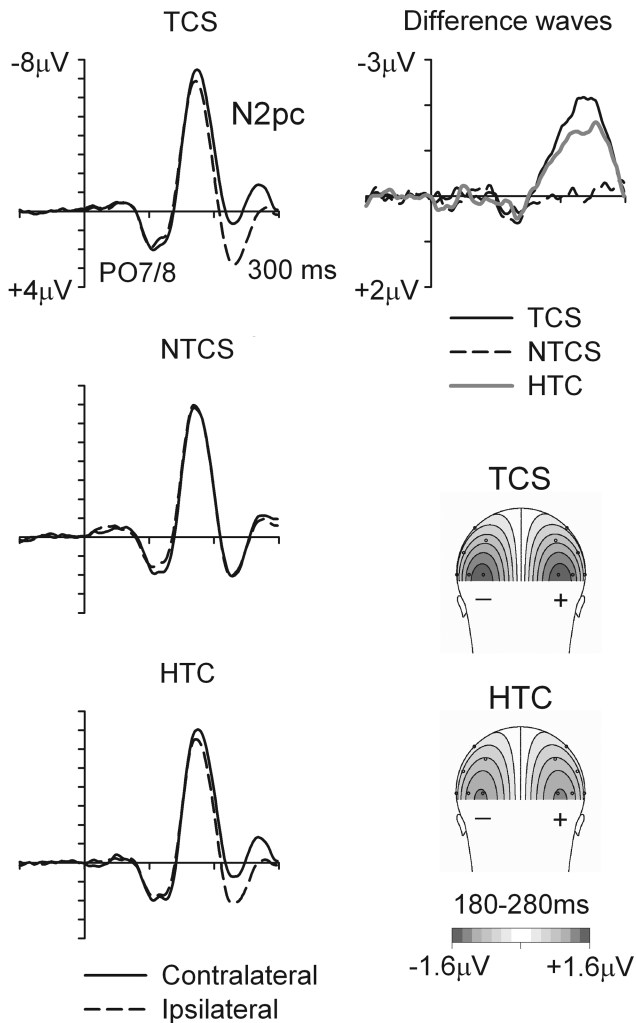 TCS
-8μV
N2pc
PO7/8
300 ms
+4μV
NTCS
HTC
Contralateral
Ipsilateral
Difference waves
-3μV
+2μV
TCS
NTCS
HTC
TCS
− +
HTC
− +
180-280ms
-1.6μV +1.6μV